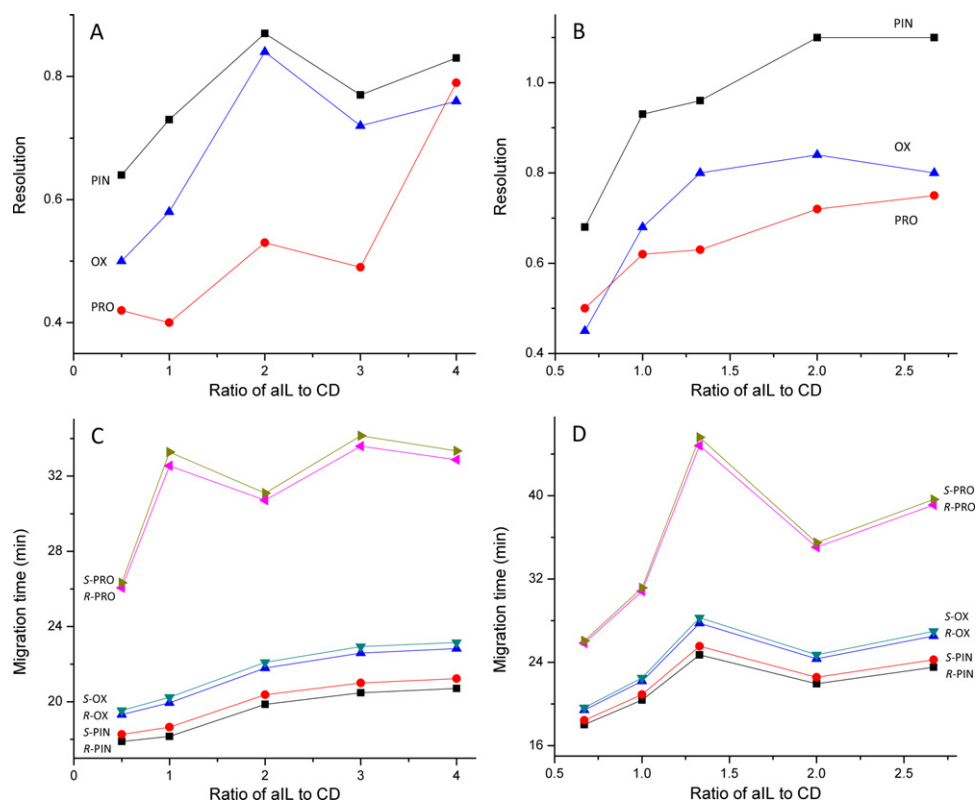 A
0.8
0.6
0.4
Resolution
PIN
OX
PRO
0 1 2 3 4
Ratio of aIL to CD
B
1.0
0.8
0.6
0.4
Resolution
PIN
OX
PRO
0.5 1.0 1.5 2.0 2.5
Ratio of aIL to CD
C
32
28
24
20
Migration time (min)
S-PRO
R-PRO
S-OX
R-OX
S-PIN
R-PIN
0 1 2 3 4
Ratio of aIL to CD
D
40
32
24
16
Migration time (min)
S-PRO
R-PRO
S-OX
R-OX
S-PIN
R-PIN
0.5 1.0 1.5 2.0 2.5
Ratio of aIL to CD